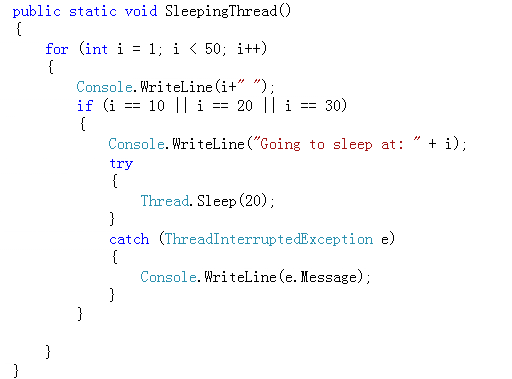 public static void SleepingThread()
{
    for (int i = 1; i < 50; i++)
    {
        Console.WriteLine(i+" ");
        if (i == 10 || i == 20 || i == 30)
        {
            Console.WriteLine("Going to sleep at: " + i);
            try
            {
                Thread.Sleep(20);
            }
            catch (ThreadInterruptedException e)
            {
                Console.WriteLine(e.Message);
            }
        }
    }
}